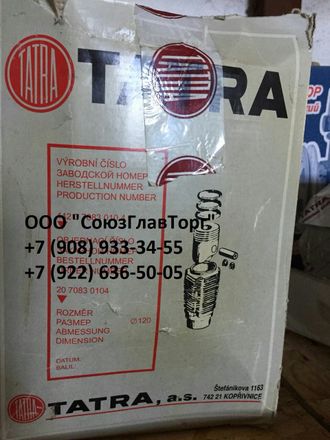 TATRA
TATRA
VÝROBNÍ ČÍSLO
ЗАВОДСКОЙ НОМЕР
HERSTELLNUMMER
PRODUCTION NUMBER
ООО "СоюзГлавТорг"
+7 (908) 933-34-55
+7 (922) 636-50-05
BESTELLNUMMER
20 7083 0104
ROZMĚR
РАЗМЕР
ABMESSUNG
DIMENSION
Ø120
DATUM:
BALIL:
TATRA
TATRA, a.s.
Štefánikova 1163
742 21 KOPŘIVNICE